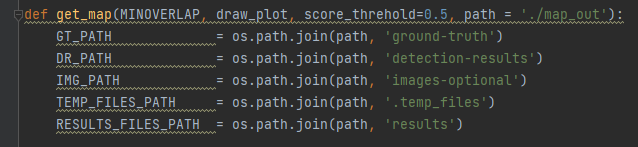 def get_map(MINOVERLAP, draw_plot, score_threhold=0.5, path = './map_out'):
    GT_PATH             = os.path.join(path, 'ground-truth')
    DR_PATH             = os.path.join(path, 'detection-results')
    IMG_PATH            = os.path.join(path, 'images-optional')
    TEMP_FILES_PATH     = os.path.join(path, '.temp_files')
    RESULTS_FILES_PATH  = os.path.join(path, 'results')